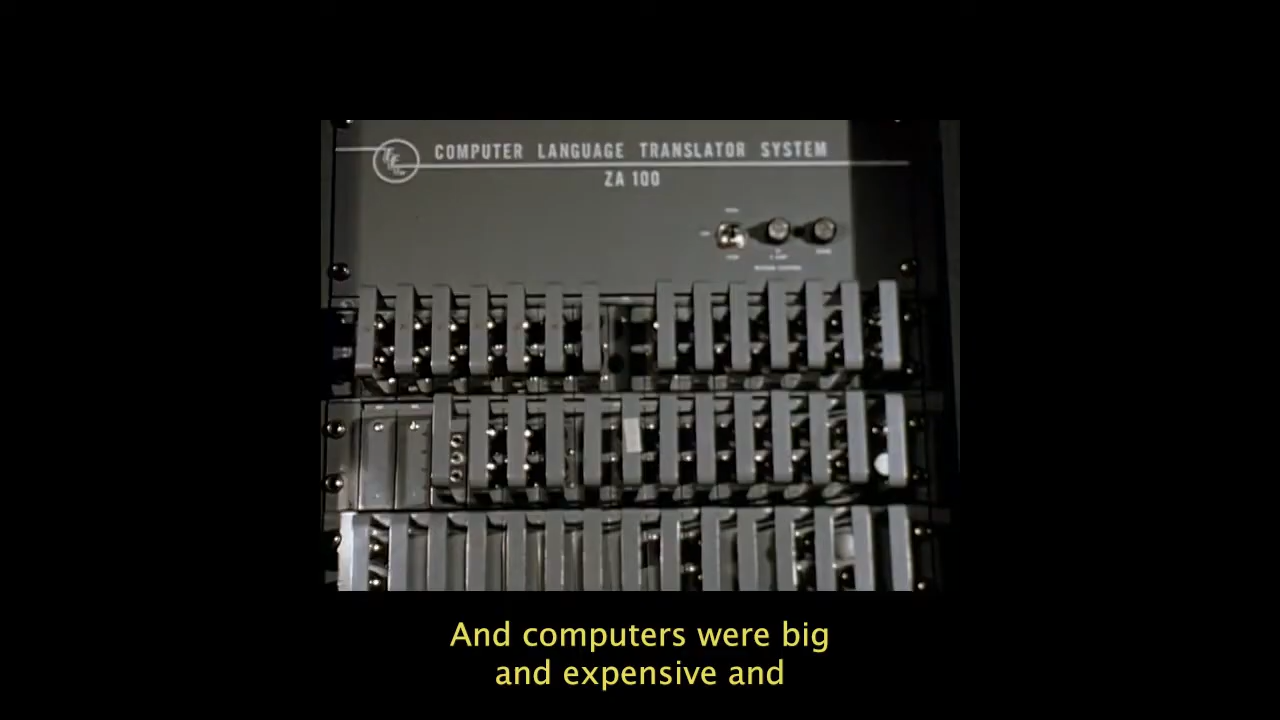 COMPUTER LANGUAGE TRANSLATOR SYSTEM
ZA 100
And computers were big
and expensive and